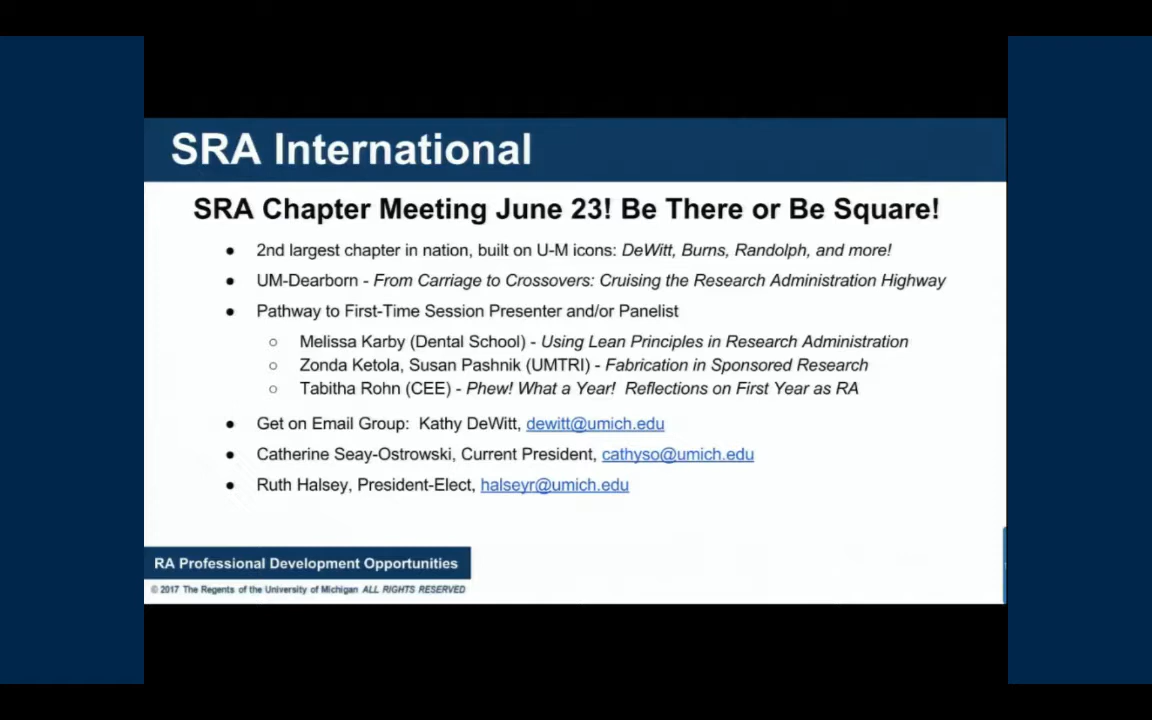 SRA International
SRA Chapter Meeting June 23! Be There or Be Square!
● 2nd largest chapter in nation, built on U-M icons: DeWitt, Burns, Randolph, and more!
● UM-Dearborn - From Carriage to Crossovers: Cruising the Research Administration Highway
● Pathway to First-Time Session Presenter and/or Panelist
○ Melissa Karby (Dental School) - Using Lean Principles in Research Administration
○ Zonda Ketola, Susan Pashnik (UMTRI) - Fabrication in Sponsored Research
○ Tabitha Rohn (CEE) - Phew! What a Year! Reflections on First Year as RA
● Get on Email Group: Kathy DeWitt, dewitt@umich.edu
● Catherine Seay-Ostrowski, Current President, cathyso@umich.edu
● Ruth Halsey, President-Elect, halseyr@umich.edu
RA Professional Development Opportunities
© 2017 The Regents of the University of Michigan ALL RIGHTS RESERVED